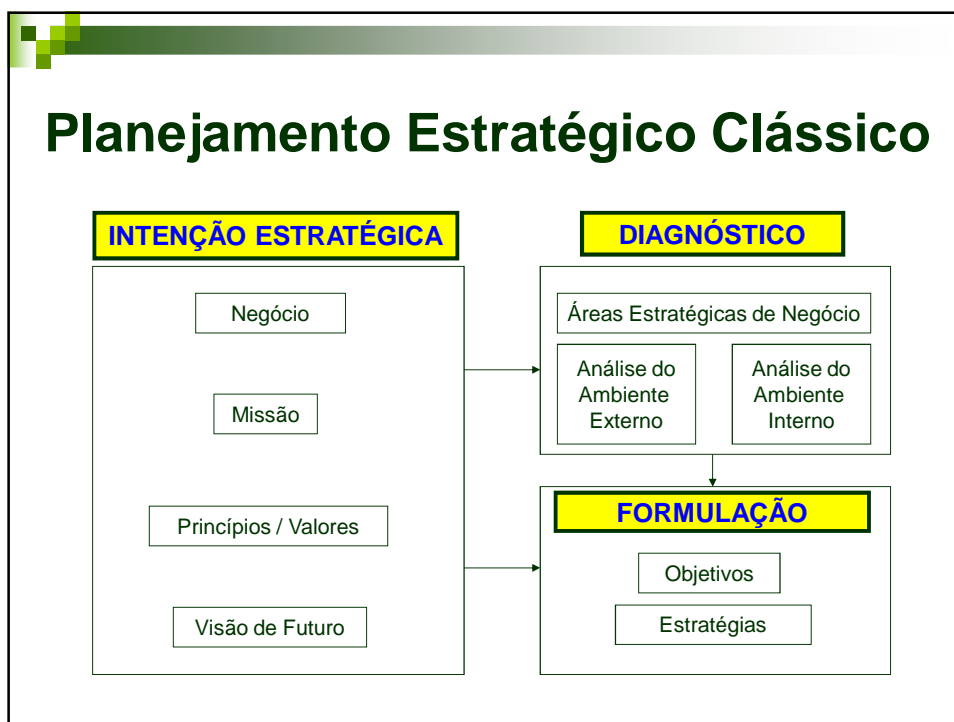 Planejamento Estratégico Clássico
INTENÇÃO ESTRATÉGICA
Negócio
Missão
Princípios / Valores
Visão de Futuro
DIAGNÓSTICO
Áreas Estratégicas de Negócio
Análise do
Ambiente
Externo
Análise do
Ambiente
Interno
FORMULAÇÃO
Objetivos
Estratégias